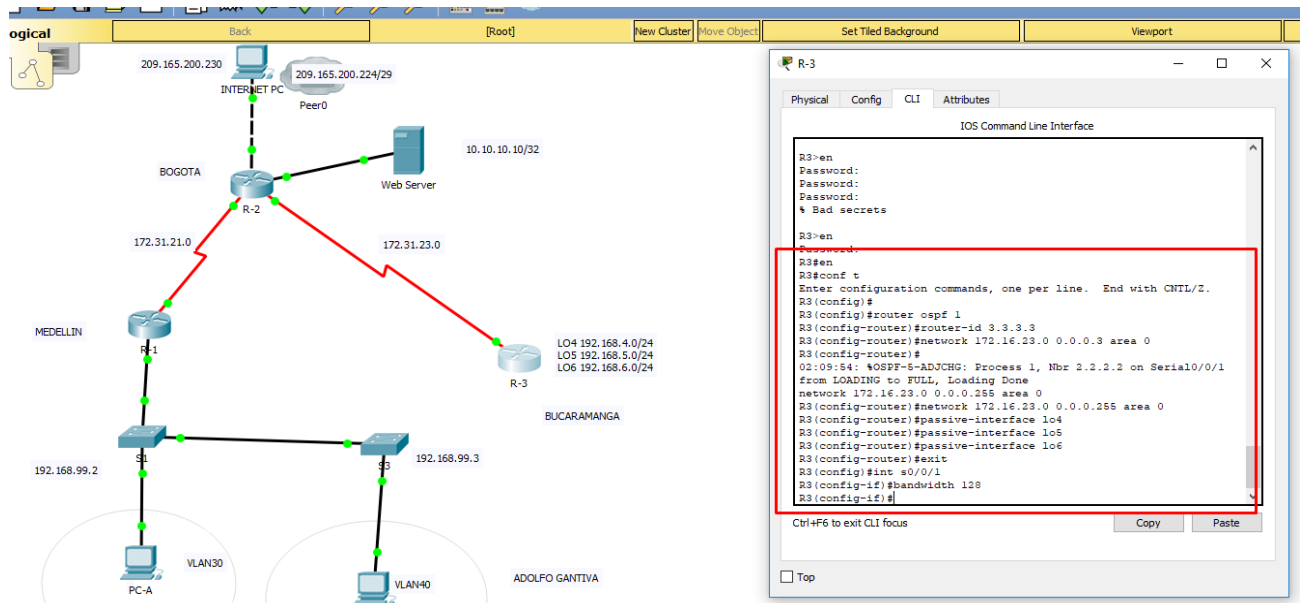 ogical
Back
[Root]
New Cluster
Move Object
Set Tiled Background
Viewport
209.165.200.230
209.165.200.224/29
INTERNET PC
Peer0
10.10.10.10/32
BOGOTA
Web Server
R-2
172.31.21.0
172.31.23.0
MEDELLIN
R-1
LO4 192.168.4.0/24
LO5 192.168.5.0/24
LO6 192.168.6.0/24
R-3
BUCARAMANGA
S1
192.168.99.3
S3
192.168.99.2
VLAN30
PC-A
VLAN40
ADOLFO GANTIVA
R-3
Physical
Config
CLI
Attributes
IOS Command Line Interface
R3>en
Password:
Password:
Password:
% Bad secrets
R3>en
Password:
R3#en
R3#conf t
Enter configuration commands, one per line. End with CNTL/Z.
R3(config)#
R3(config)#router ospf 1
R3(config-router)#router-id 3.3.3.3
R3(config-router)#network 172.16.23.0 0.0.0.3 area 0
R3(config-router)#
02:09:54: %OSPF-5-ADJCHG: Process 1, Nbr 2.2.2.2 on Serial0/0/1
from LOADING to FULL, Loading Done
network 172.16.23.0 0.0.0.255 area 0
R3(config-router)#network 172.16.23.0 0.0.0.255 area 0
R3(config-router)#passive-interface lo4
R3(config-router)#passive-interface lo5
R3(config-router)#passive-interface lo6
R3(config-router)#exit
R3(config)#int s0/0/1
R3(config-if)#bandwidth 128
R3(config-if)#
Ctrl+F6 to exit CLI focus
Copy
Paste
Top